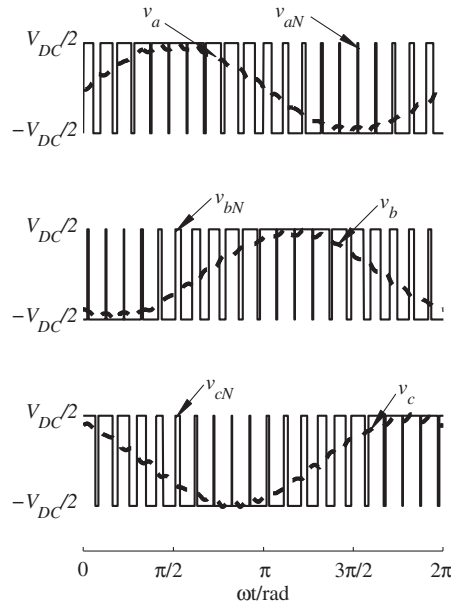 v_a v_aN
V_DC/2
-V_DC/2
v_bN v_b
V_DC/2
-V_DC/2
v_cN v_c
V_DC/2
-V_DC/2
0 π/2 π 3π/2 2π
ωt/rad